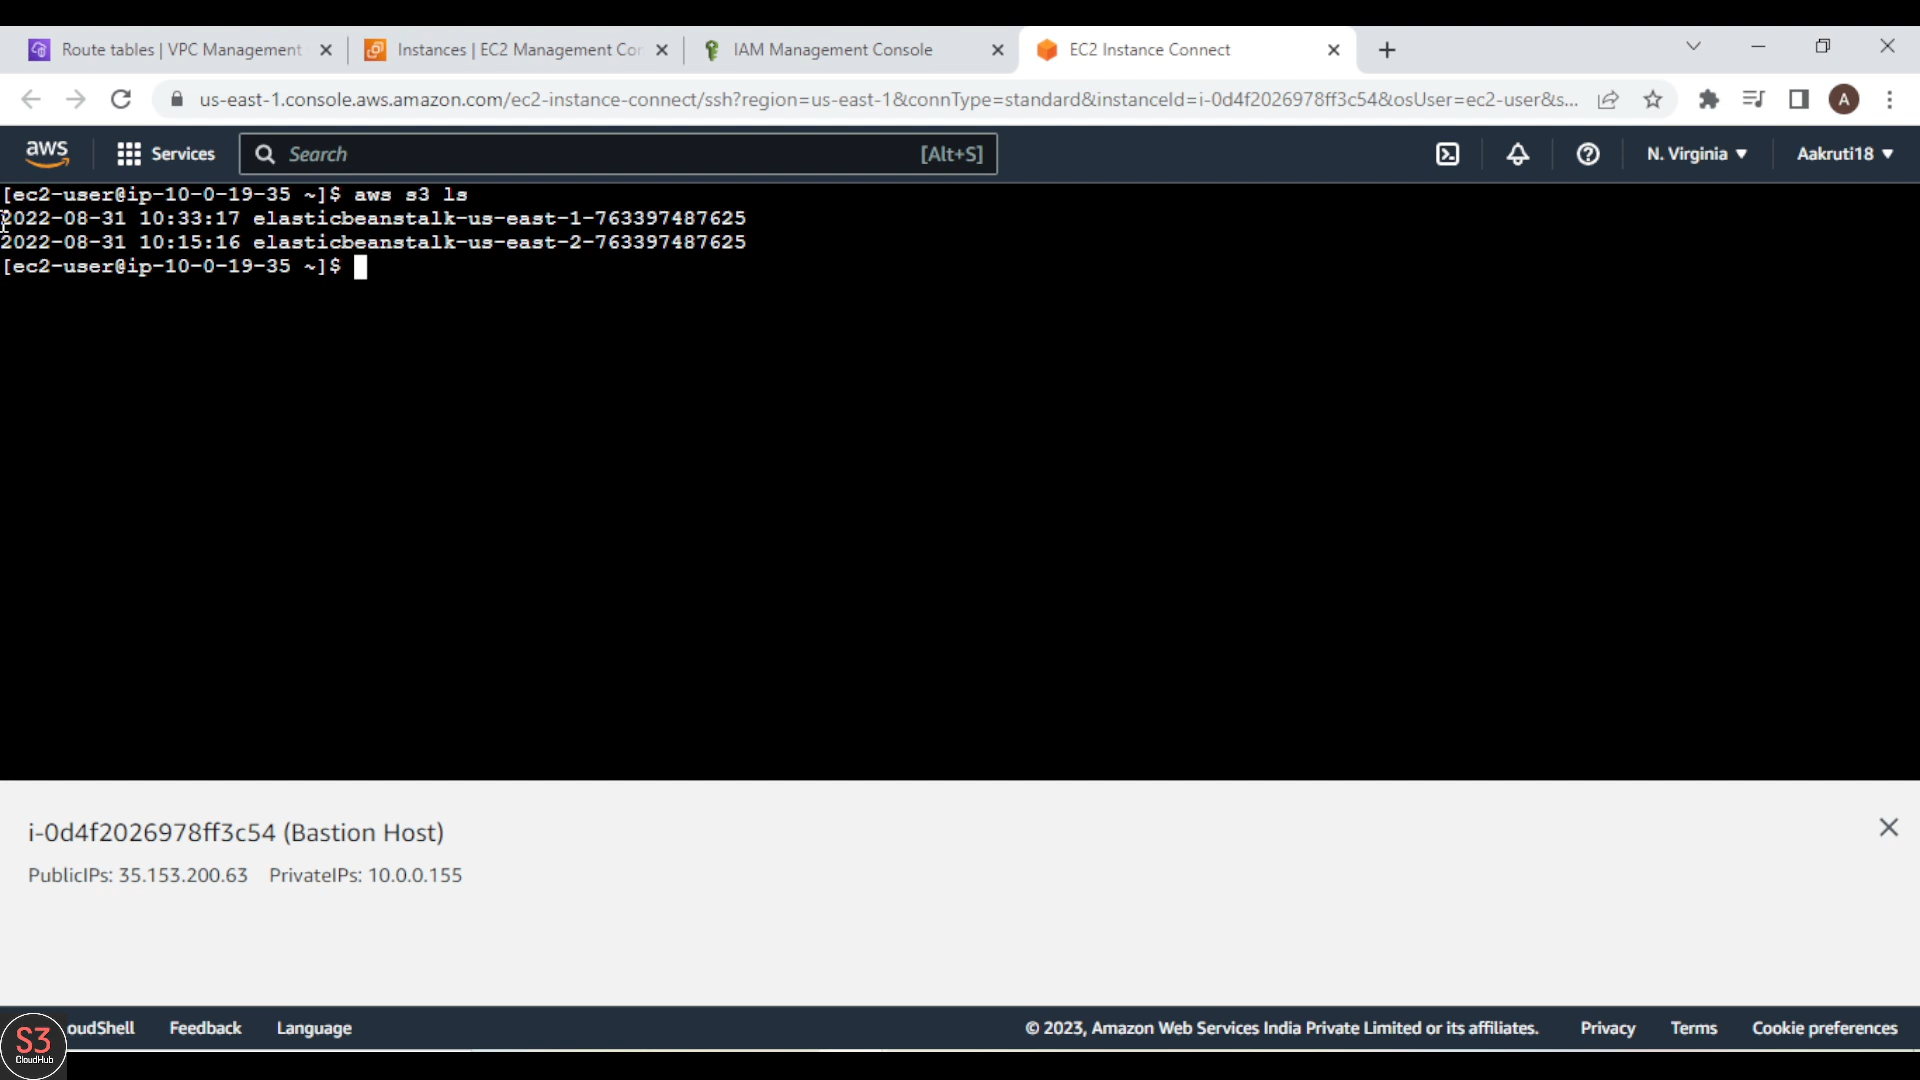 Route tables | VPC Management
Instances | EC2 Management Cor
IAM Management Console
EC2 Instance Connect
us-east-1.console.aws.amazon.com/ec2-instance-connect/ssh?region=us-east-1&connType=standard&instanceId=i-0d4f2026978ff3c54&osUser=ec2-user&s...
A
aws
Services
Search
[Alt+S]
N. Virginia
Aakruti18
[ec2-user@ip-10-0-19-35 ~]$ aws s3 ls
2022-08-31 10:33:17 elasticbeanstalk-us-east-1-763397487625
2022-08-31 10:15:16 elasticbeanstalk-us-east-2-763397487625
[ec2-user@ip-10-0-19-35 ~]$
i-0d4f2026978ff3c54 (Bastion Host)
PublicIPs: 35.153.200.63 PrivateIPs: 10.0.0.155
oudShell
Feedback
Language
© 2023, Amazon Web Services India Private Limited or its affiliates.
Privacy
Terms
Cookie preferences
S3
CloudHub